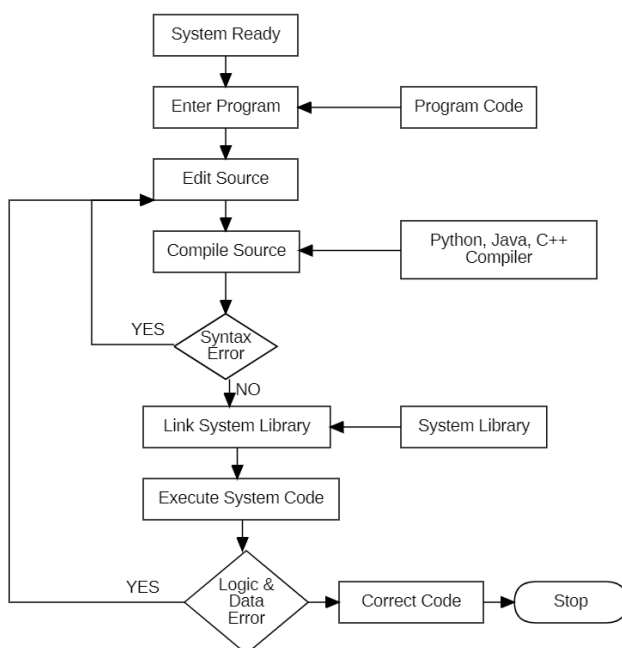 System Ready
Enter Program
Program Code
Edit Source
Compile Source
Python, Java, C++
Compiler
YES
Syntax
Error
NO
Link System Library
System Library
Execute System Code
YES
Logic &
Data
Error
Correct Code
Stop